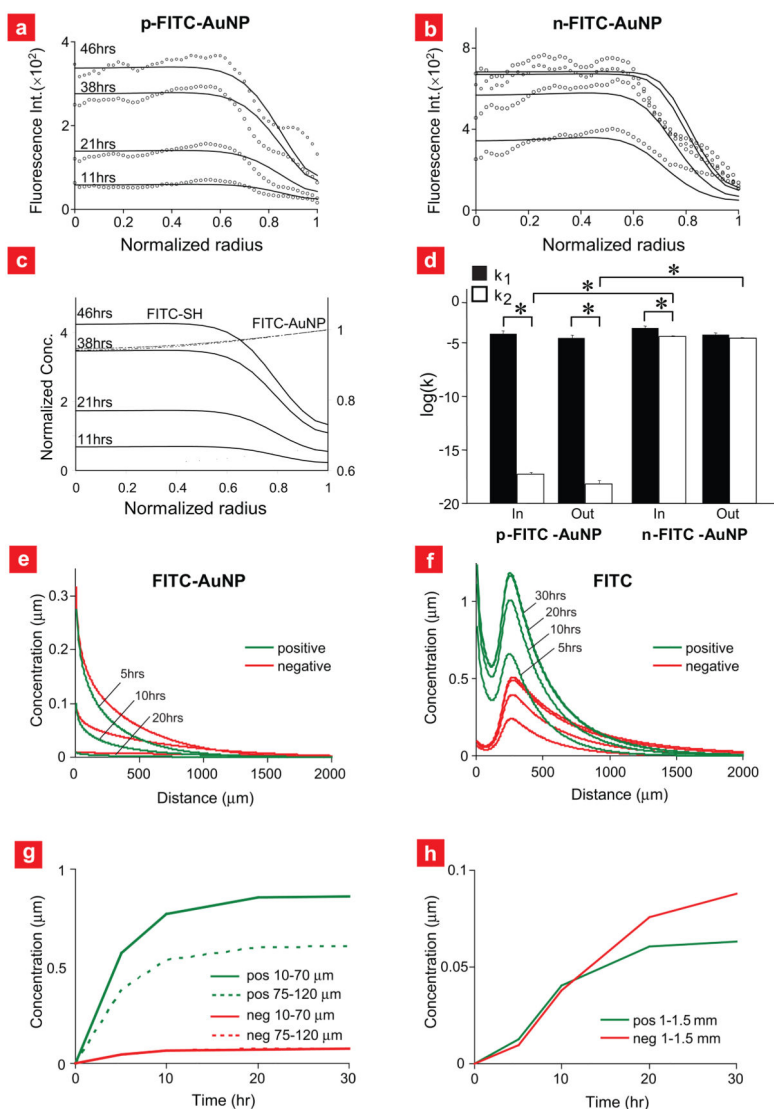 a
p-FITC-AuNP
Fluorescence Int.(×10²)
4
2
0
46hrs
38hrs
21hrs
11hrs
0 0.2 0.4 0.6 0.8 1
Normalized radius
b
n-FITC-AuNP
Fluorescence Int.(×10²)
8
4
0
0 0.2 0.4 0.6 0.8 1
Normalized radius
c
Normalized Conc.
4
2
0
46hrs
38hrs
21hrs
11hrs
FITC-SH
FITC-AuNP
1
0.8
0.6
0 0.2 0.4 0.6 0.8 1
Normalized radius
d
k1
k2
log(k)
0
-5
-10
-15
-20
* * * * *
In Out In Out
p-FITC -AuNP n-FITC -AuNP
e
FITC-AuNP
Concentration (μm)
0.3
0.2
0.1
0
positive
negative
5hrs
10hrs
20hrs
0 500 1000 1500 2000
Distance (μm)
f
FITC
Concentration (μm)
1
0.5
0
30hrs
20hrs
10hrs
5hrs
positive
negative
0 500 1000 1500 2000
Distance (μm)
g
Concentration (μm)
1
0.5
0
pos 10-70 μm
pos 75-120 μm
neg 10-70 μm
neg 75-120 μm
0 10 20 30
Time (hr)
h
Concentration (μm)
0.1
0.05
0
pos 1-1.5 mm
neg 1-1.5 mm
0 10 20 30
Time (hr)